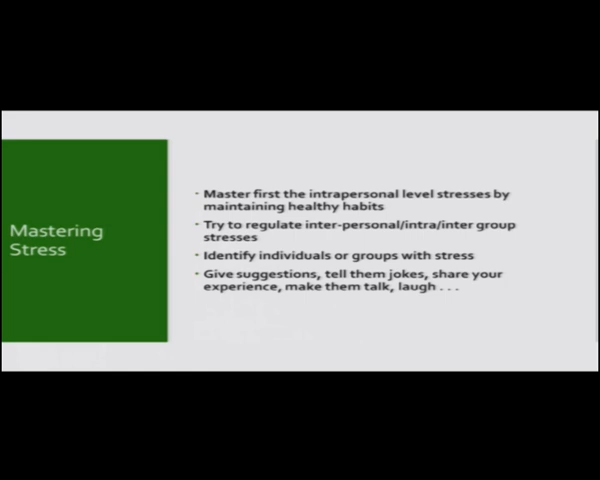 Mastering
Stress
- Master first the intrapersonal level stresses by
maintaining healthy habits
- Try to regulate inter-personal/intra/inter group
stresses
- Identify individuals or groups with stress
- Give suggestions, tell them jokes, share your
experience, make them talk, laugh . . .